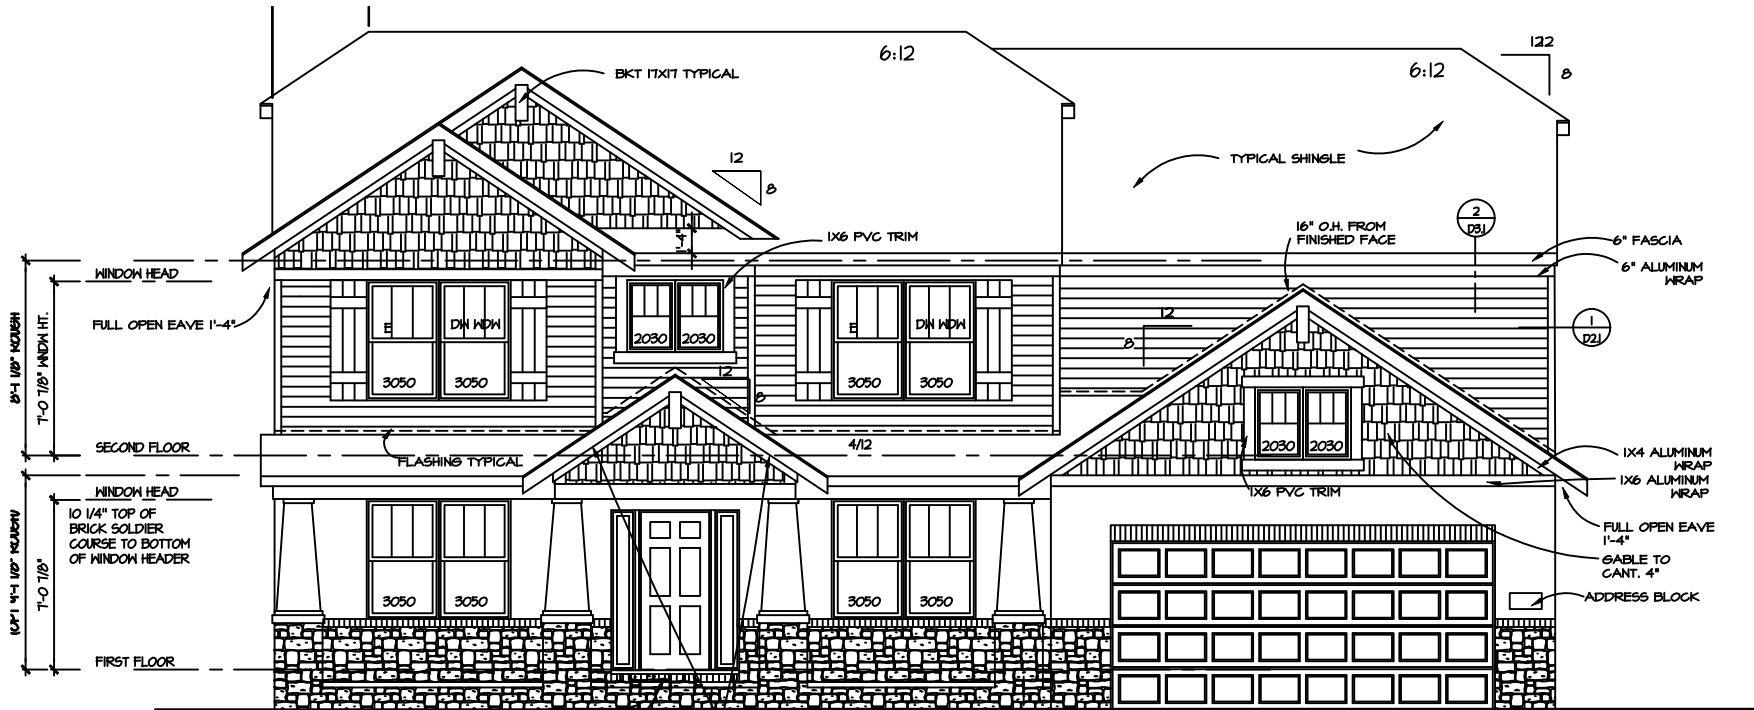 6:12
6:12
122
8
BKT 17X17 TYPICAL
12
8
TYPICAL SHINGLE
2
D3.1
16" O.H. FROM
FINISHED FACE
1'-4"
1X6 PVC TRIM
6" FASCIA
6" ALUMINUM
WRAP
WINDOW HEAD
FULL OPEN EAVE 1'-4"
7'-0 7/8" WNDW HT.
E
DW WDW
2030
2030
E
DW WDW
3050
3050
3050
3050
12
8
12
8
1
D2.1
SECOND FLOOR
FLASHING TYPICAL
4/12
2030
2030
1X4 ALUMINUM
WRAP
1X6 ALUMINUM
WRAP
1X6 PVC TRIM
WINDOW HEAD
10 1/4" TOP OF
BRICK SOLDIER
COURSE TO BOTTOM
OF WINDOW HEADER
7'-0 7/8"
FULL OPEN EAVE
1'-4"
GABLE TO
CANT. 4"
ADDRESS BLOCK
3050
3050
3050
3050
FIRST FLOOR